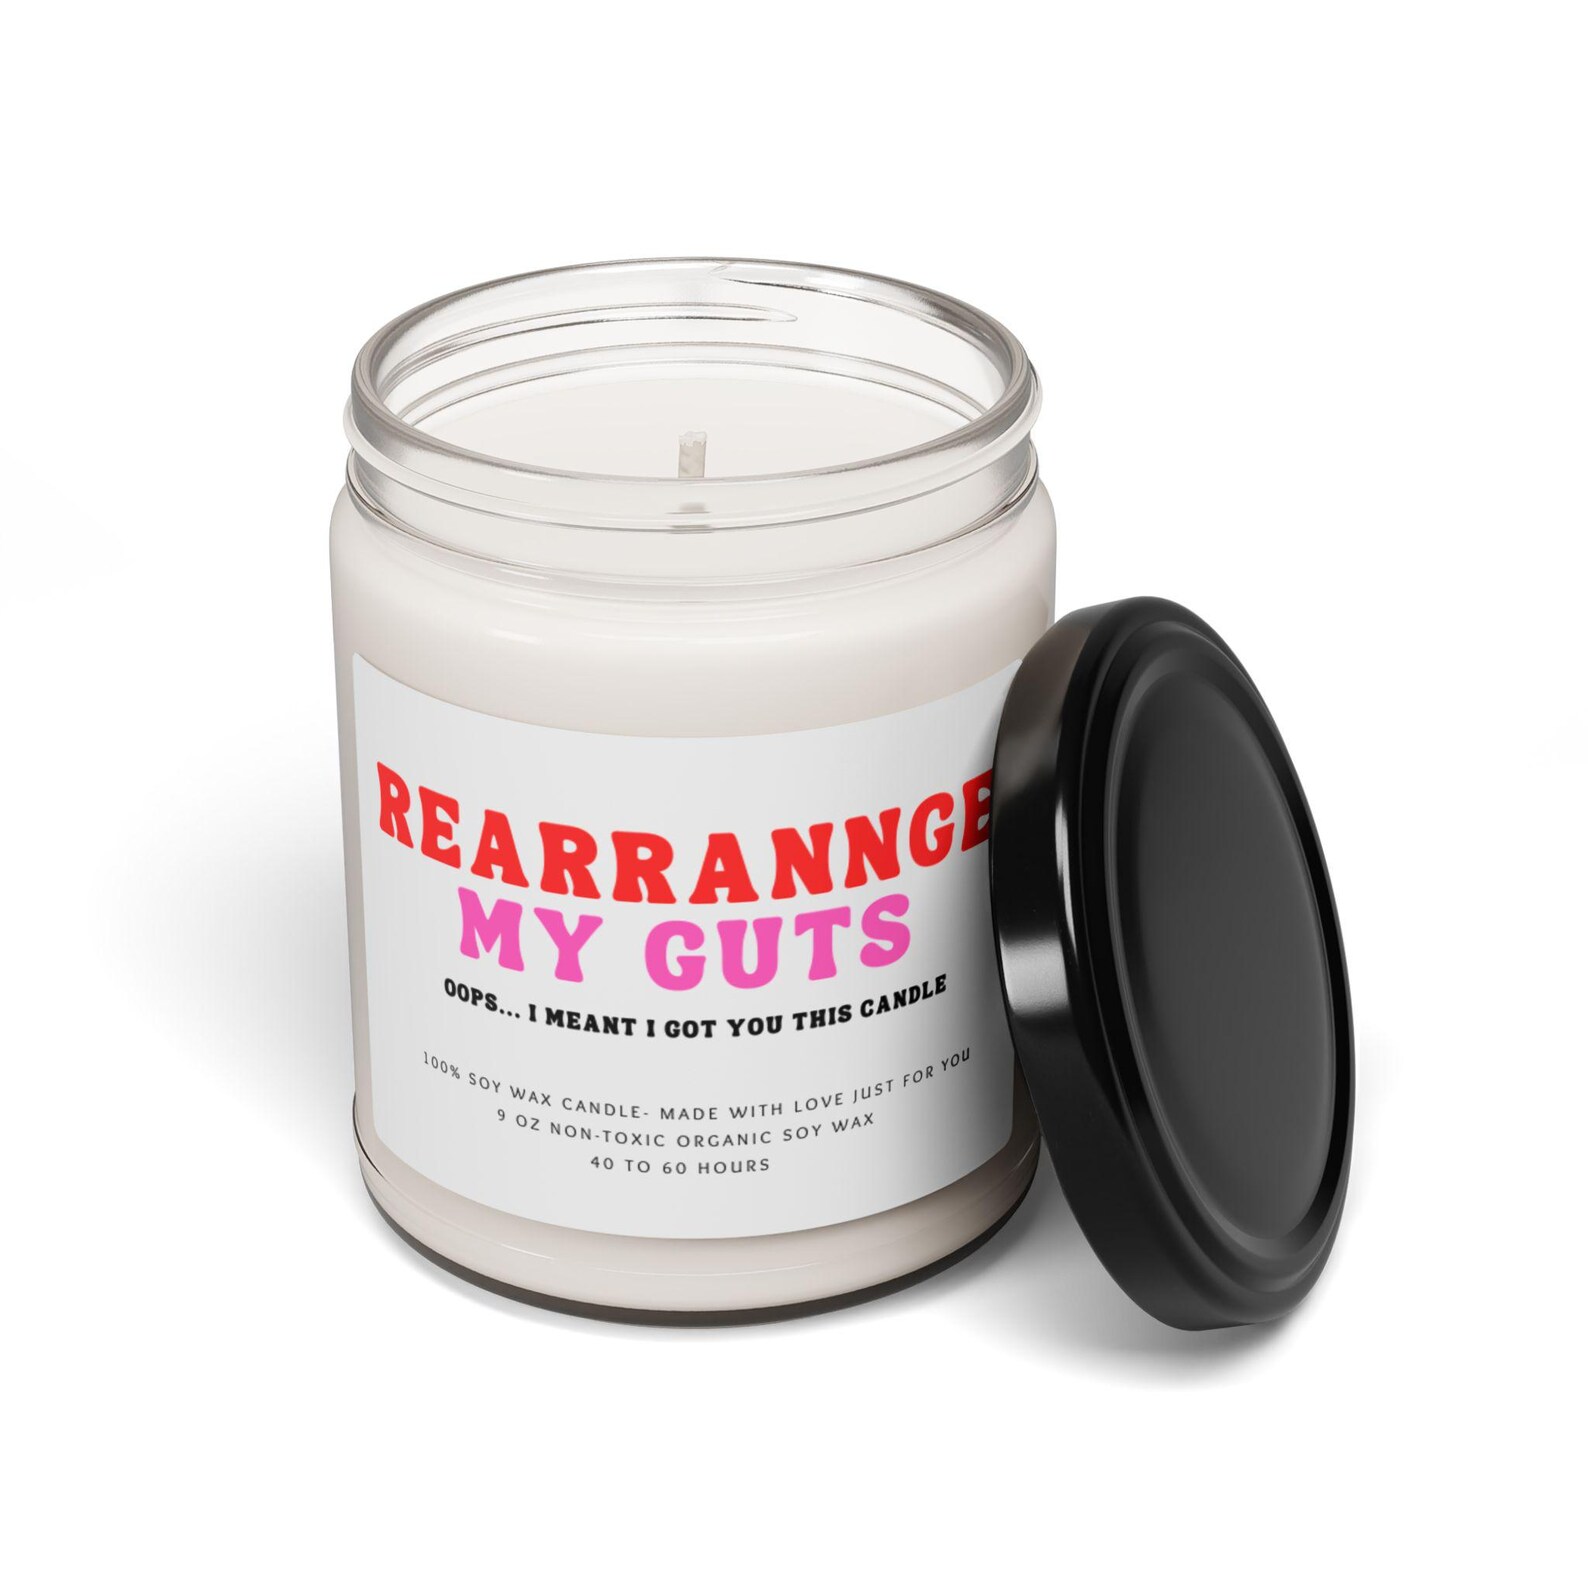 REARRANNGE
MY GUTS
OOPS... I MEANT I GOT YOU THIS CANDLE
100% SOY WAX CANDLE- MADE WITH LOVE JUST FOR YOU
9 OZ NON-TOXIC ORGANIC SOY WAX
40 TO 60 HOURS